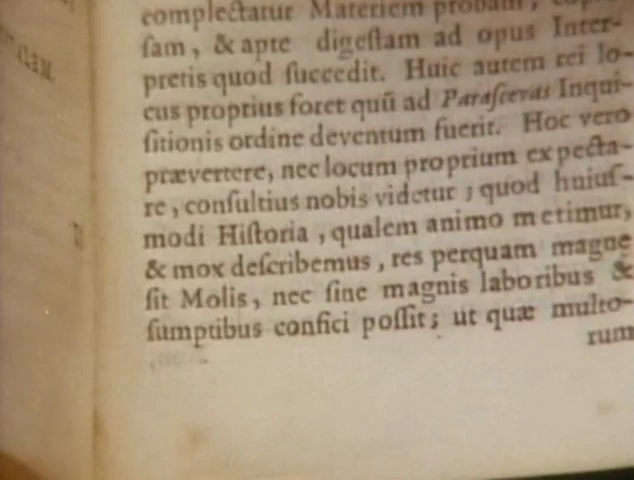 complectatur Materiem probam, copio-
ſam, & apte digeſtam ad opus Inter-
pretis quod ſuccedit. Huic autem rei lo-
cus proprius foret quū ad Paraſcevas Inqui-
ſitionis ordine deventum fuerit. Hoc vero
prævertere, nec locum proprium expecta-
re, conſultius nobis videtur; quod huiuſ-
modi Hiſtoria, qualem animo metimur,
& mox deſcribemus, res perquam magnę
ſit Molis, nec ſine magnis laboribus &
ſumptibus confici poſſit; ut quæ multo-
rum